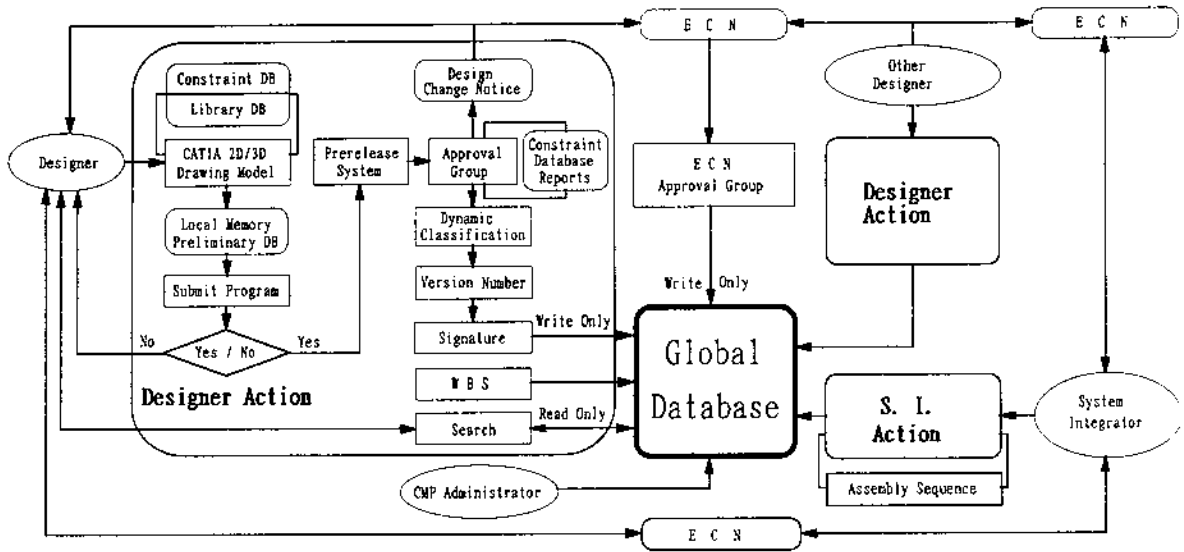 E C N
E C N
Other
Designer
Constraint DB
Library DB
Design
Change Notice
Designer
CATIA 2D/3D
Drawing Model
Prerelease
System
Approval
Group
Constraint
Database
Reports
E C N
Approval Group
Designer
Action
Local Memory
Preliminary DB
Dynamic
Classification
Submit Program
Version Number
Write Only
No
Yes / No
Yes
Signature
Write Only
Global
Database
Designer Action
W B S
Search
Read Only
S. I.
Action
System
Integrator
CMP Administrator
Assembly Sequence
E C N